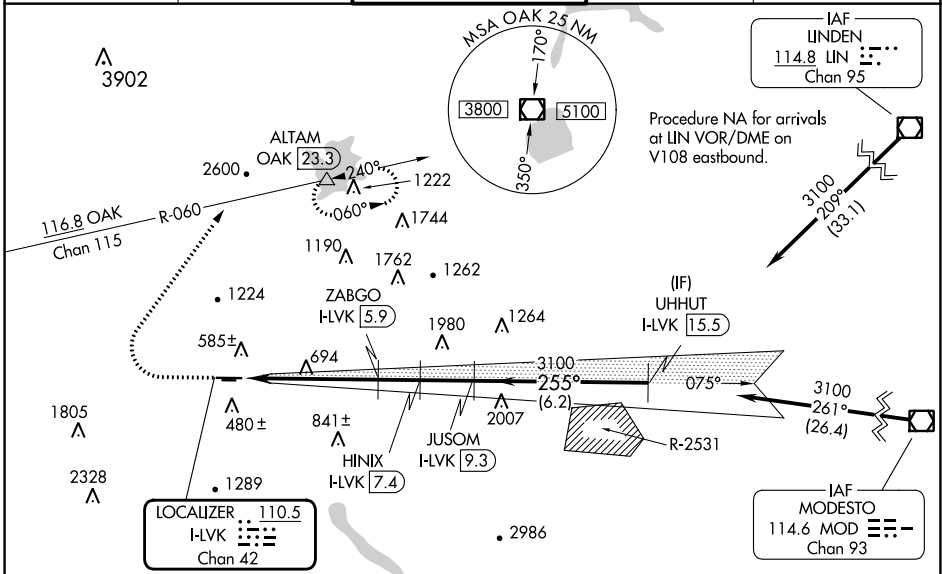 MSA OAK 25 NM
170°
3800
5100
350°
IAF
LINDEN
114.8 LIN
Chan 95
Procedure NA for arrivals
at LIN VOR/DME on
V108 eastbound.
3100
209°
(33.1)
3902
ALTAM
OAK 23.3
2600
240°
1222
060°
116.8 OAK
R-060
Chan 115
1744
1190
1762
1262
1224
ZABGO
I-LVK 5.9
1980
1264
(IF)
UHHUT
I-LVK 15.5
585±
694
3100
255°
(6.2)
075°
3100
261°
(26.4)
1805
480±
841±
2007
R-2531
HINIX
I-LVK 7.4
JUSOM
I-LVK 9.3
2328
1289
2986
LOCALIZER 110.5
I-LVK
Chan 42
IAF
MODESTO
114.6 MOD
Chan 93